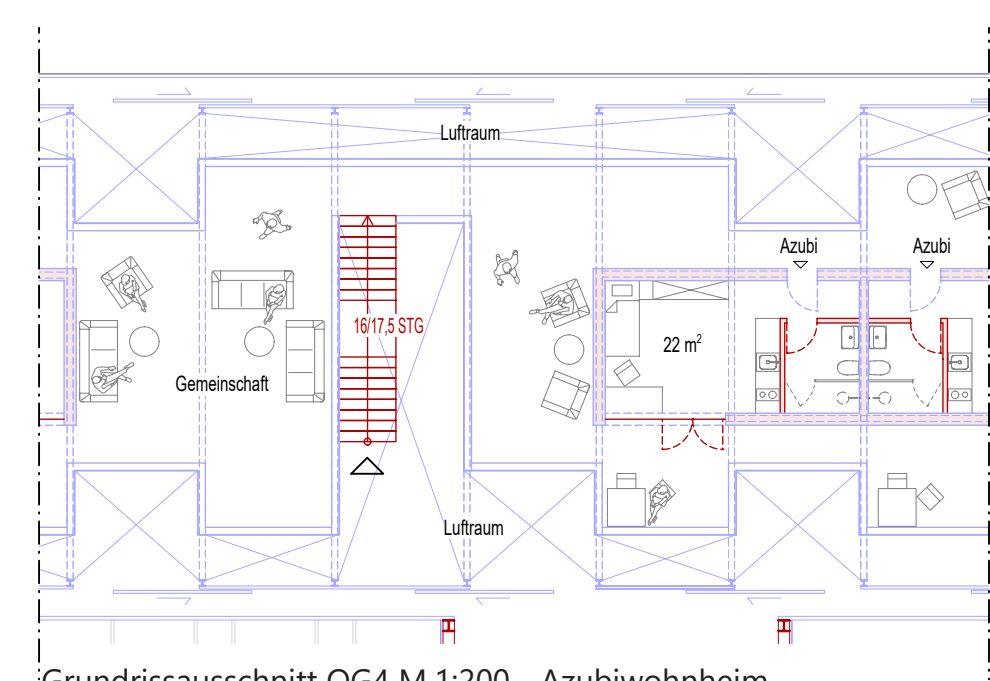 Luftraum
Azubi
Azubi
16/17,5 STG
22 m²
Gemeinschaft
Luftraum
Grundrissausschnitt OG4 M 1:200 - Azubiwohnheim